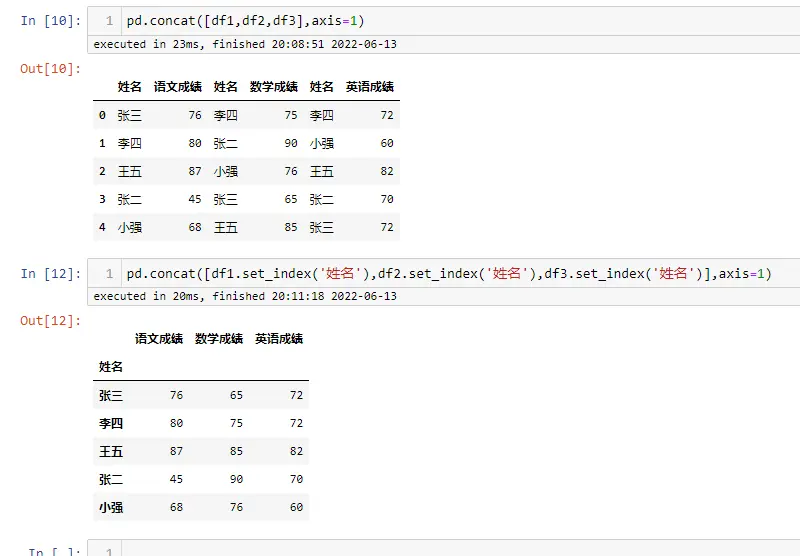 In [10]: 1 pd.concat([df1,df2,df3],axis=1)
executed in 23ms, finished 20:08:51 2022-06-13
Out[10]:
姓名 语文成绩 姓名 数学成绩 姓名 英语成绩
0 张三 76 李四 75 李四 72
1 李四 80 张二 90 小强 60
2 王五 87 小强 76 王五 82
3 张二 45 张三 65 张二 70
4 小强 68 王五 85 张三 72
In [12]: 1 pd.concat([df1.set_index('姓名'),df2.set_index('姓名'),df3.set_index('姓名')],axis=1)
executed in 20ms, finished 20:11:18 2022-06-13
Out[12]:
语文成绩 数学成绩 英语成绩
姓名
张三 76 65 72
李四 80 75 72
王五 87 85 82
张二 45 90 70
小强 68 76 60
In [ ]: 1